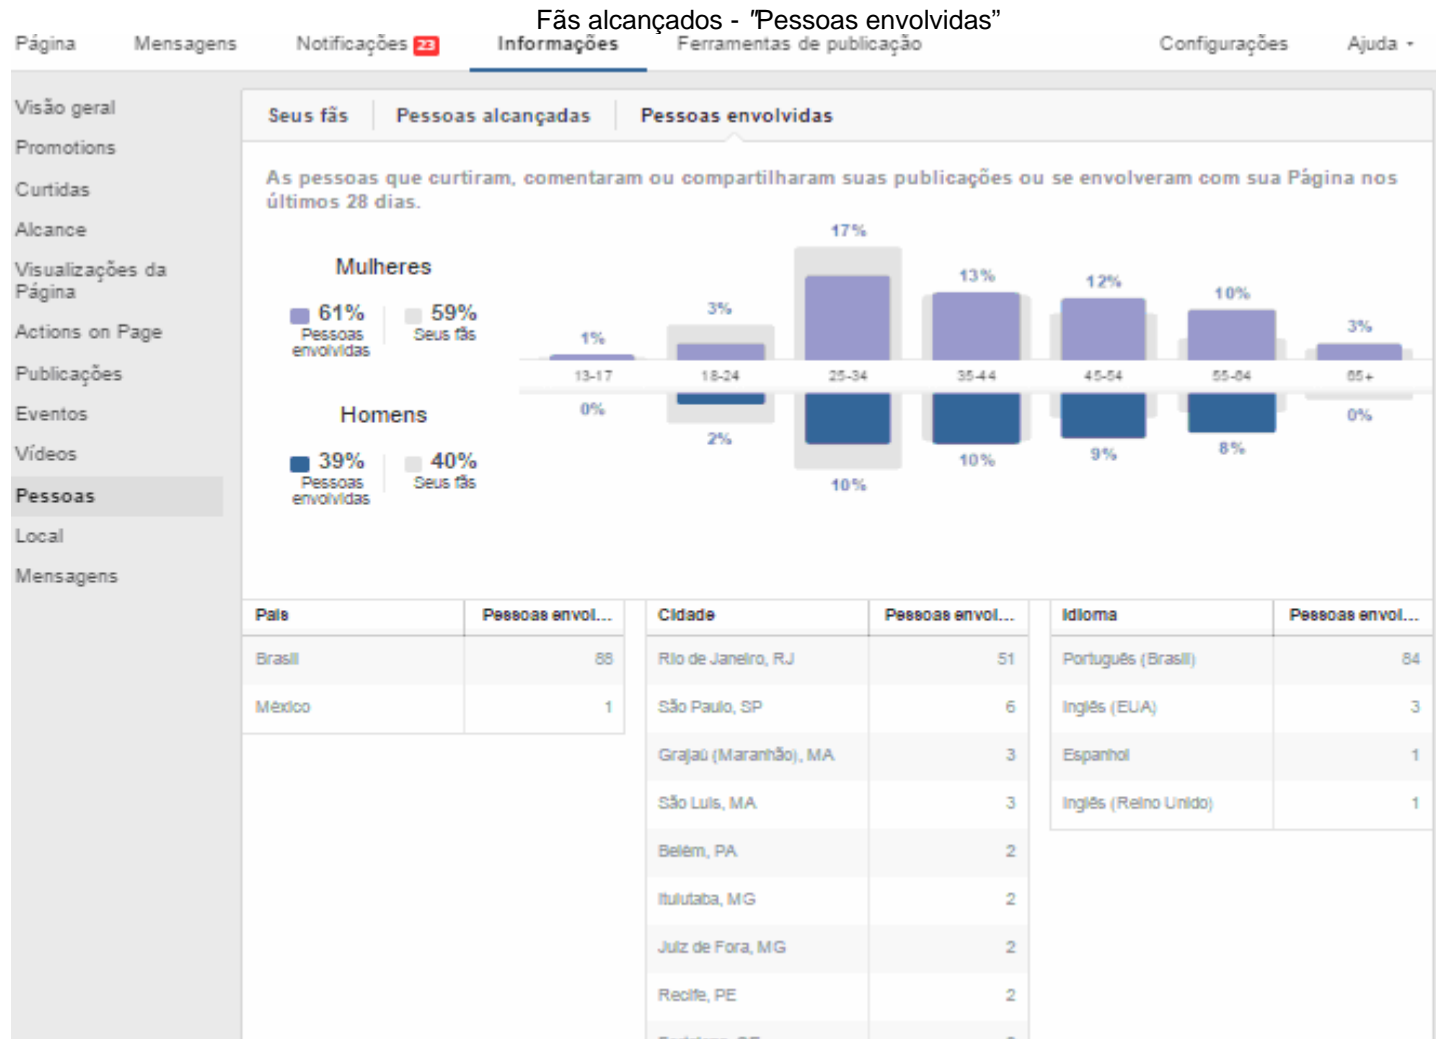 Fãs alcançados - "Pessoas envolvidas”
Página Mensagens Notificações 23 Informações Ferramentas de publicação Configurações Ajuda
Visão geral
Promotions
Curtidas
Alcance
Visualizações da
Página
Actions on Page
Publicações
Eventos
Vídeos
Pessoas
Local
Mensagens
Seus fãs Pessoas alcançadas Pessoas envolvidas
As pessoas que curtiram, comentaram ou compartilharam suas publicações ou se envolveram com sua Página nos
últimos 28 dias.
Mulheres
61% 59%
Pessoas Seus fãs
envolvidas
1% 3% 17% 13% 12% 10% 3%
13-17 18-24 25-34 35-44 45-54 55-64 65+
0% 2% 10% 10% 9% 8% 0%
Homens
39% 40%
Pessoas Seus fãs
envolvidas
País Pessoas envol...
Brasil 88
México 1
Cidade Pessoas envol...
Rio de Janeiro, RJ 51
São Paulo, SP 6
Grajaú (Maranhão), MA 3
São Luís, MA 3
Belém, PA 2
Ituiutaba, MG 2
Juiz de Fora, MG 2
Recife, PE 2
Idioma Pessoas envol...
Português (Brasil) 84
Inglês (EUA) 3
Espanhol 1
Inglês (Reino Unido) 1